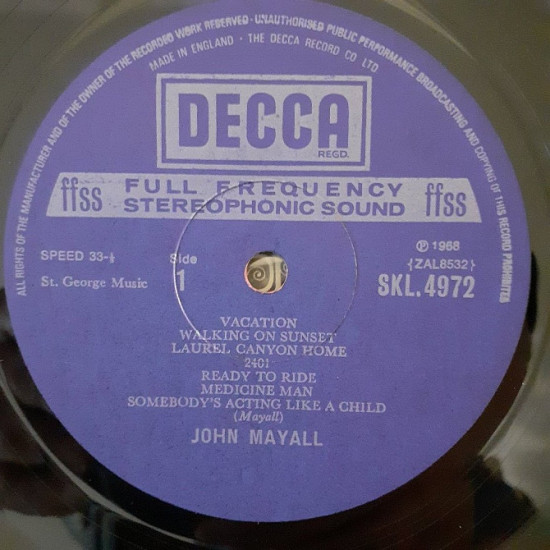 ALL RIGHTS OF THE MANUFACTURER AND OF THE OWNER OF THE RECORDED WORK RESERVED · UNAUTHORISED PUBLIC PERFORMANCE BROADCASTING AND COPYING OF THIS RECORD PROHIBITED
MADE IN ENGLAND · THE DECCA RECORD CO LTD
DECCA
REGD.
ffss FULL FREQUENCY STEREOPHONIC SOUND ffss
SPEED 33-⅓
Side
1
St. George Music
℗ 1968
{ZAL8532}
SKL.4972
VACATION
WALKING ON SUNSET
LAUREL CANYON HOME
2401
READY TO RIDE
MEDICINE MAN
SOMEBODY'S ACTING LIKE A CHILD
(Mayall)
JOHN MAYALL